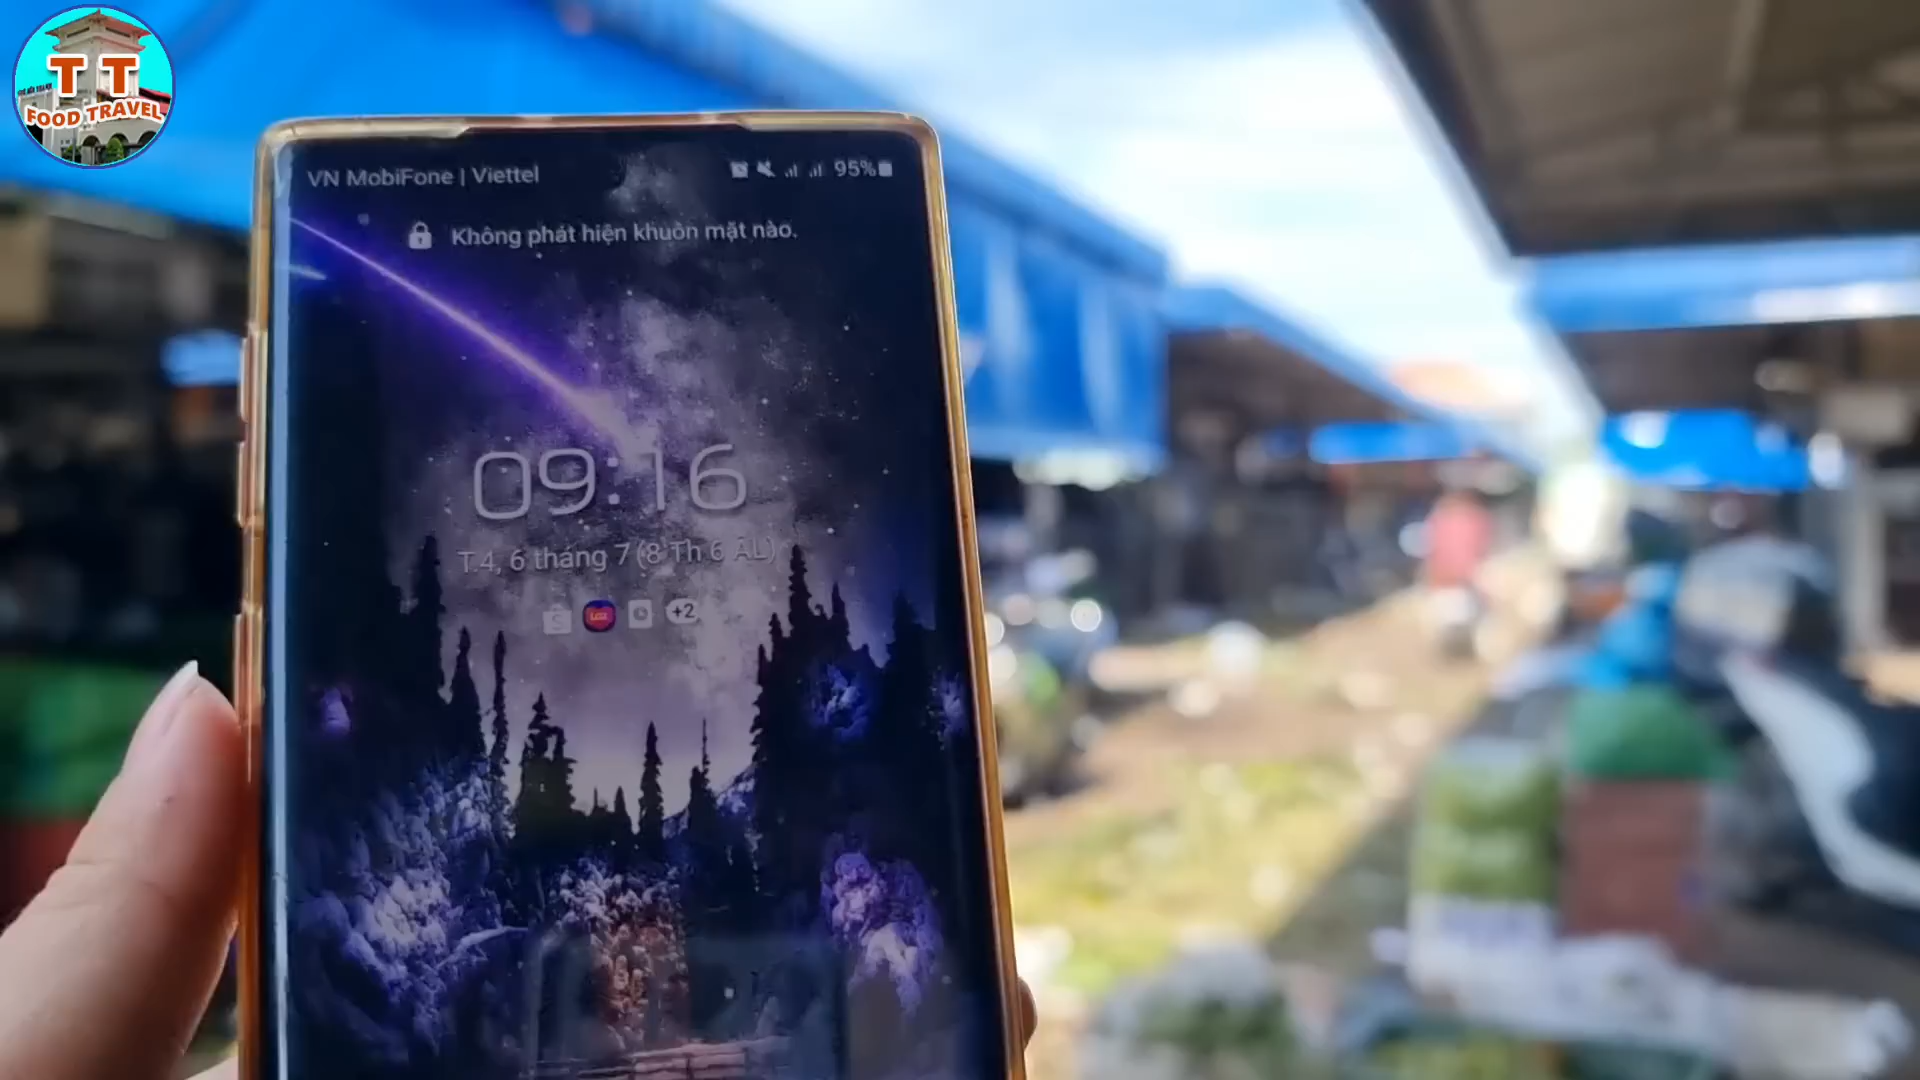 T T
FOOD TRAVEL
VN MobiFone | Viettel
95%
Không phát hiện khuôn mặt nào.
09:16
T.4, 6 tháng 7 (8 Th 6 ÂL)
+2